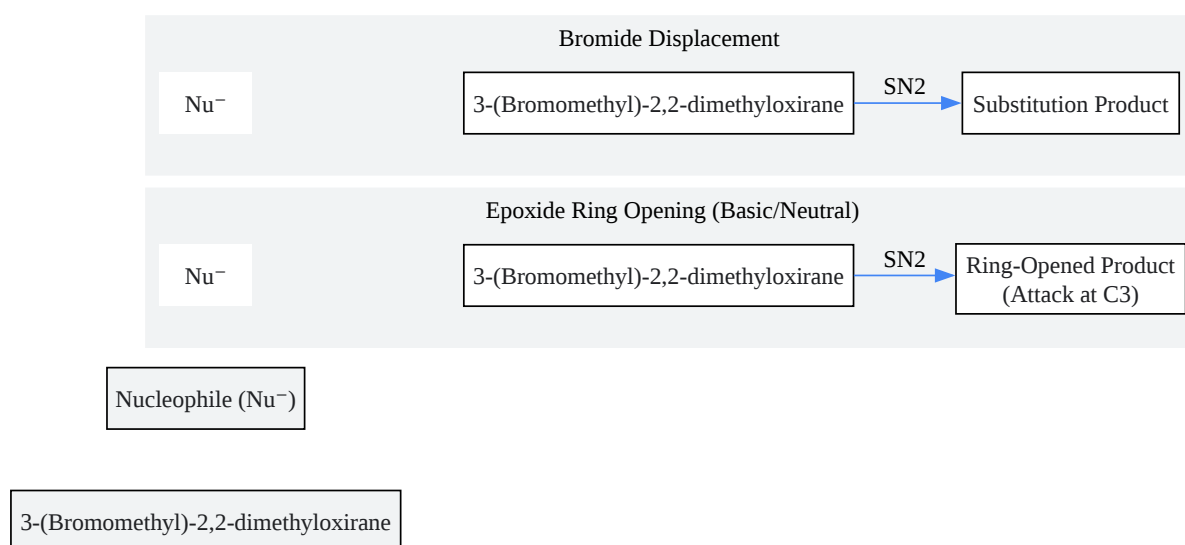 Bromide Displacement
Nu⁻
3-(Bromomethyl)-2,2-dimethyloxirane
SN2
Substitution Product
Epoxide Ring Opening (Basic/Neutral)
Nu⁻
3-(Bromomethyl)-2,2-dimethyloxirane
SN2
Ring-Opened Product
(Attack at C3)
Nucleophile (Nu⁻)
3-(Bromomethyl)-2,2-dimethyloxirane